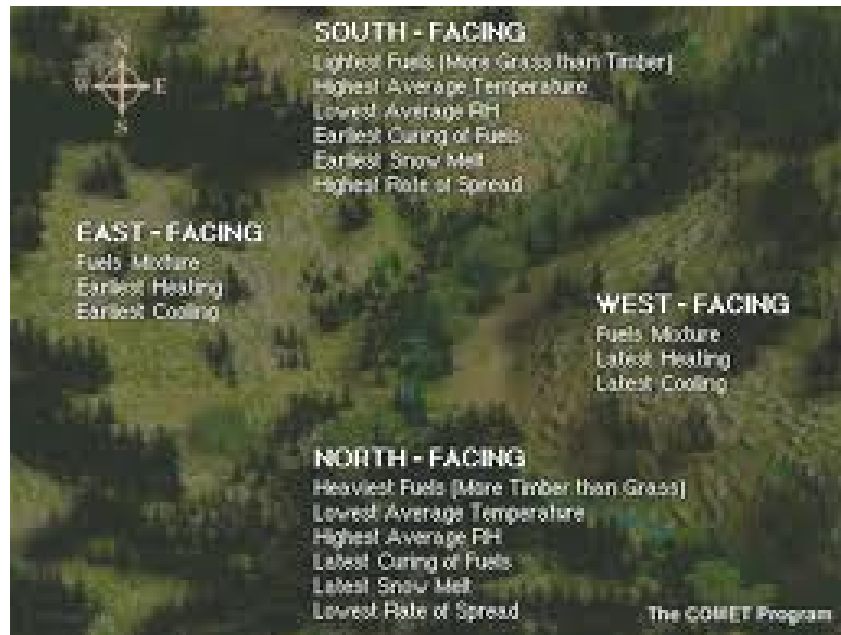 N
W E
S
SOUTH - FACING
Lightest Fuels (More Grass than Timber)
Highest Average Temperature
Lowest Average RH
Earliest Curing of Fuels
Earliest Snow Melt
Highest Rate of Spread
EAST - FACING
Fuels Mixture
Earliest Heating
Earliest Cooling
WEST - FACING
Fuels Mixture
Latest Heating
Latest Cooling
NORTH - FACING
Heaviest Fuels (More Timber than Grass)
Lowest Average Temperature
Highest Average RH
Latest Curing of Fuels
Latest Snow Melt
Lowest Rate of Spread
The COMET Program